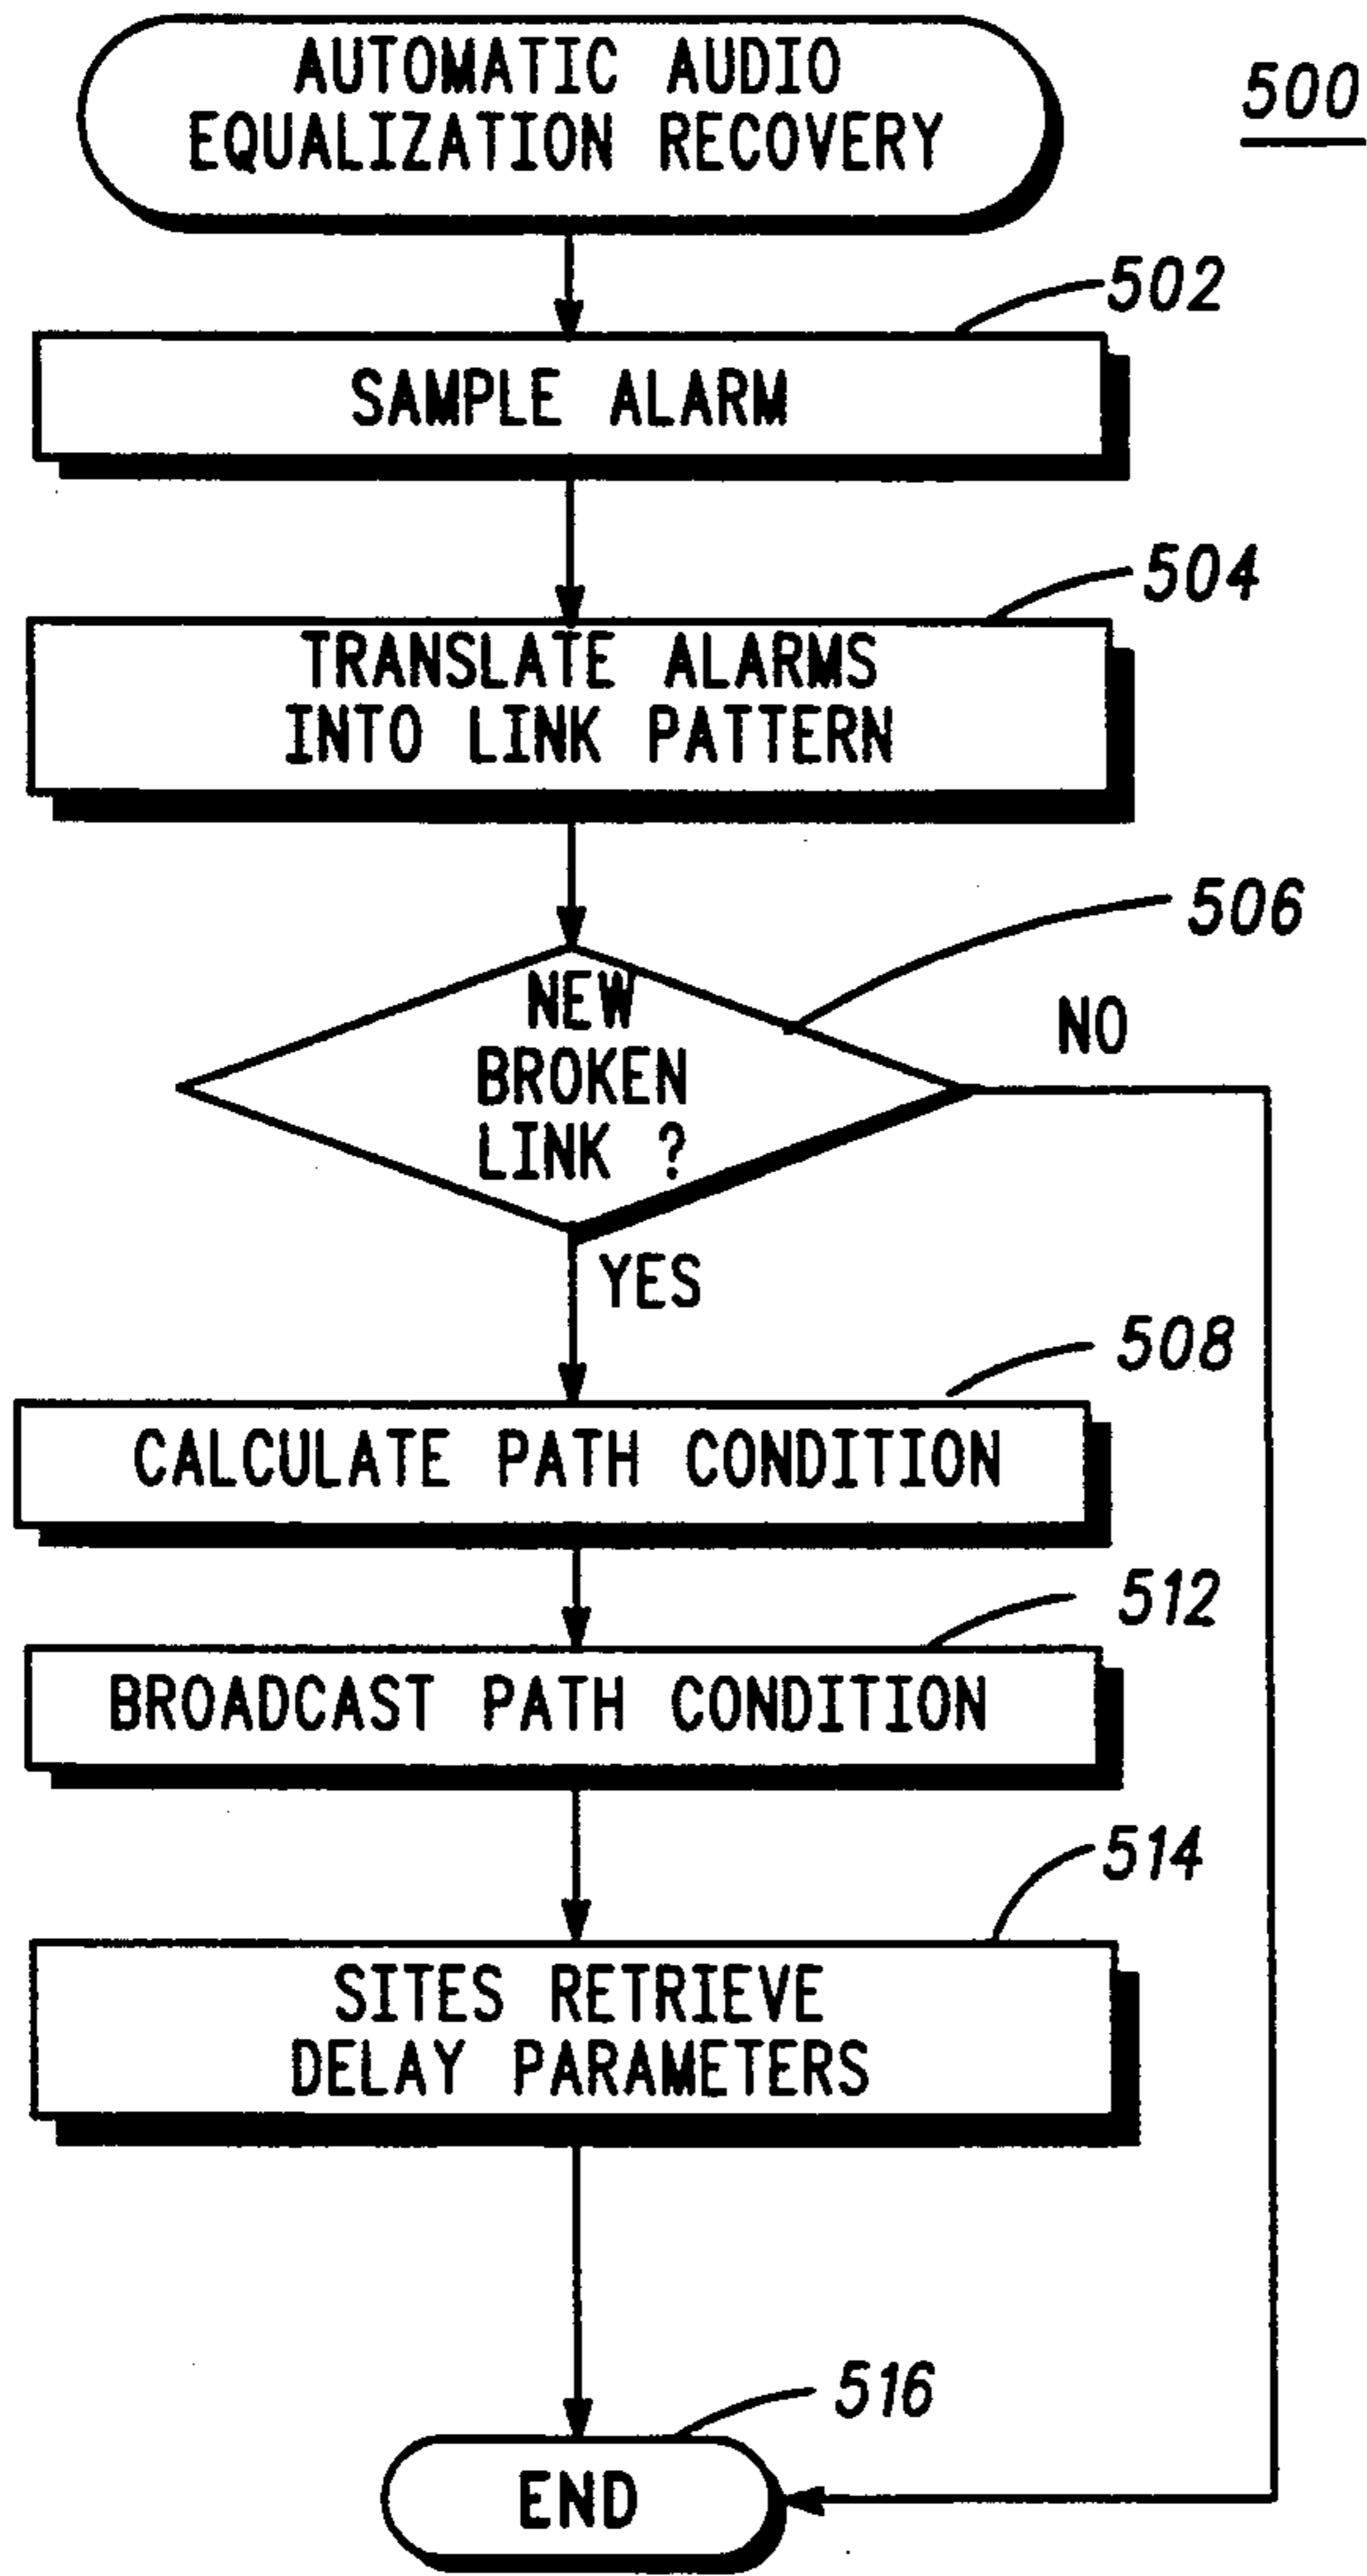 AUTOMATIC AUDIO
EQUALIZATION RECOVERY
500
502
SAMPLE ALARM
504
TRANSLATE ALARMS
INTO LINK PATTERN
506
NEW
BROKEN
LINK ?
NO
YES
508
CALCULATE PATH CONDITION
512
BROADCAST PATH CONDITION
514
SITES RETRIEVE
DELAY PARAMETERS
516
END